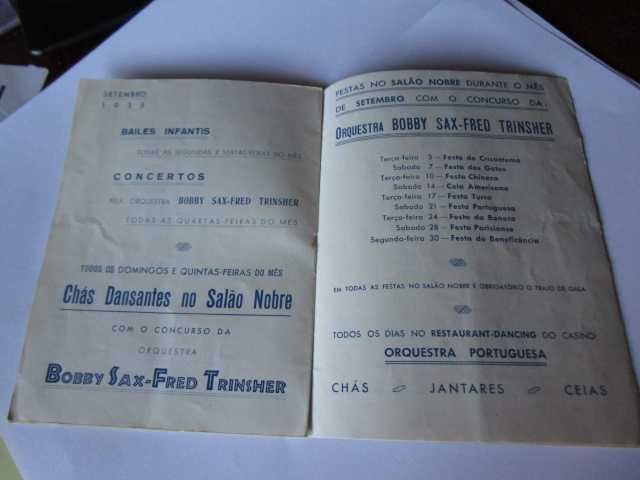 SETEMBRO
1935
BAILES INFANTIS
TODAS AS SEGUNDAS E SEXTAS-FEIRAS DO MÊS
CONCERTOS
PELA ORQUESTRA BOBBY SAX-FRED TRINSHER
TODAS AS QUARTAS-FEIRAS DO MÊS
TODOS OS DOMINGOS E QUINTAS-FEIRAS DO MÊS
Chás Dansantes no Salão Nobre
COM O CONCURSO DA
ORQUESTRA
BOBBY SAX-FRED TRINSHER
FESTAS NO SALÃO NOBRE DURANTE O MÊS
DE SETEMBRO COM O CONCURSO DA
ORQUESTRA BOBBY SAX-FRED TRINSHER
Terça-feira 3 — Festa do Crisantemo
Sabado 7 — Festa dos Gatos
Terça-feira 10 — Festa Chinesa
Sabado 14 — Ceia Americana
Terça-feira 17 — Festa Turca
Sabado 21 — Festa Portuguesa
Terça-feira 24 — Festa da Boneca
Sabado 28 — Festa Parisiense
Segunda-feira 30 — Festa de Beneficência
EM TODAS AS FESTAS NO SALÃO NOBRE É OBRIGATÓRIO O TRAJO DE GALA
TODOS OS DIAS NO RESTAURANT-DANCING DO CASINO
ORQUESTRA PORTUGUESA
CHÁS JANTARES CEIAS